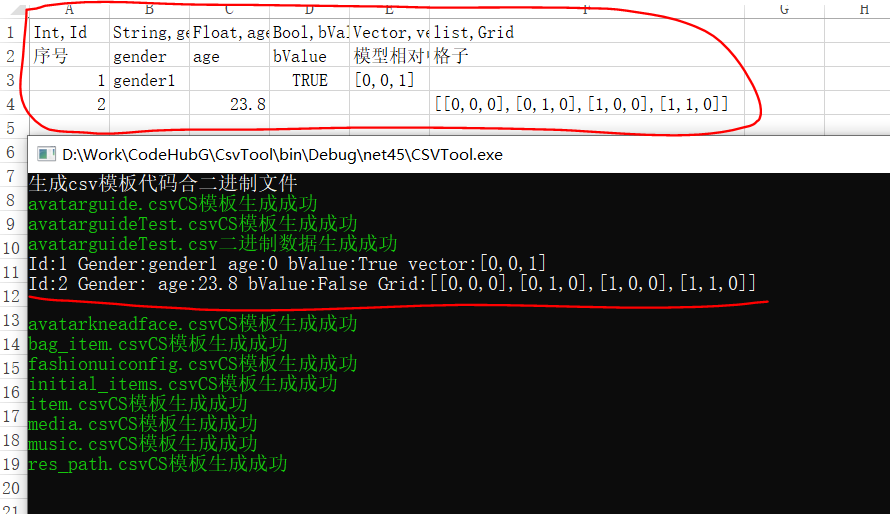 A B C D E F G H
1 Int,Id String,ge Float,age Bool,bVal Vector,ve list,Grid
2 序号 gender age bValue 模型相对 格子
3 1 gender1 TRUE [0,0,1]
4 2 23.8 [[0,0,0],[0,1,0],[1,0,0],[1,1,0]]
5
6 D:\Work\CodeHubG\CsvTool\bin\Debug\net45\CSVTool.exe
7 生成csv模板代码合二进制文件
8 avatarguide.csvCS模板生成成功
9 avatarguideTest.csvCS模板生成成功
10 avatarguideTest.csv二进制数据生成成功
11 Id:1 Gender:gender1 age:0 bValue:True vector:[0,0,1]
12 Id:2 Gender: age:23.8 bValue:False Grid:[[0,0,0],[0,1,0],[1,0,0],[1,1,0]]
13 avatarkneadface.csvCS模板生成成功
14 bag_item.csvCS模板生成成功
15 fashionuiconfig.csvCS模板生成成功
16 initial_items.csvCS模板生成成功
17 item.csvCS模板生成成功
18 media.csvCS模板生成成功
music.csvCS模板生成成功
19 res_path.csvCS模板生成成功
20
21